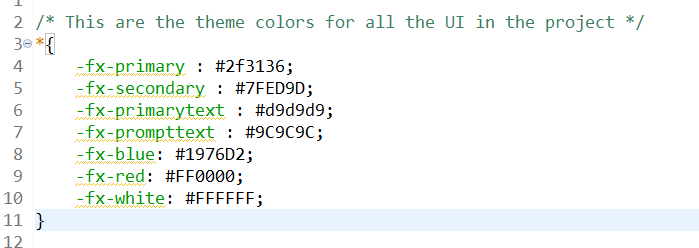 2 /* This are the theme colors for all the UI in the project */
3 *{
4 -fx-primary : #2f3136;
5 -fx-secondary : #7FED9D;
6 -fx-primarytext : #d9d9d9;
7 -fx-prompttext : #9C9C9C;
8 -fx-blue: #1976D2;
9 -fx-red: #FF0000;
10 -fx-white: #FFFFFF;
11 }
12